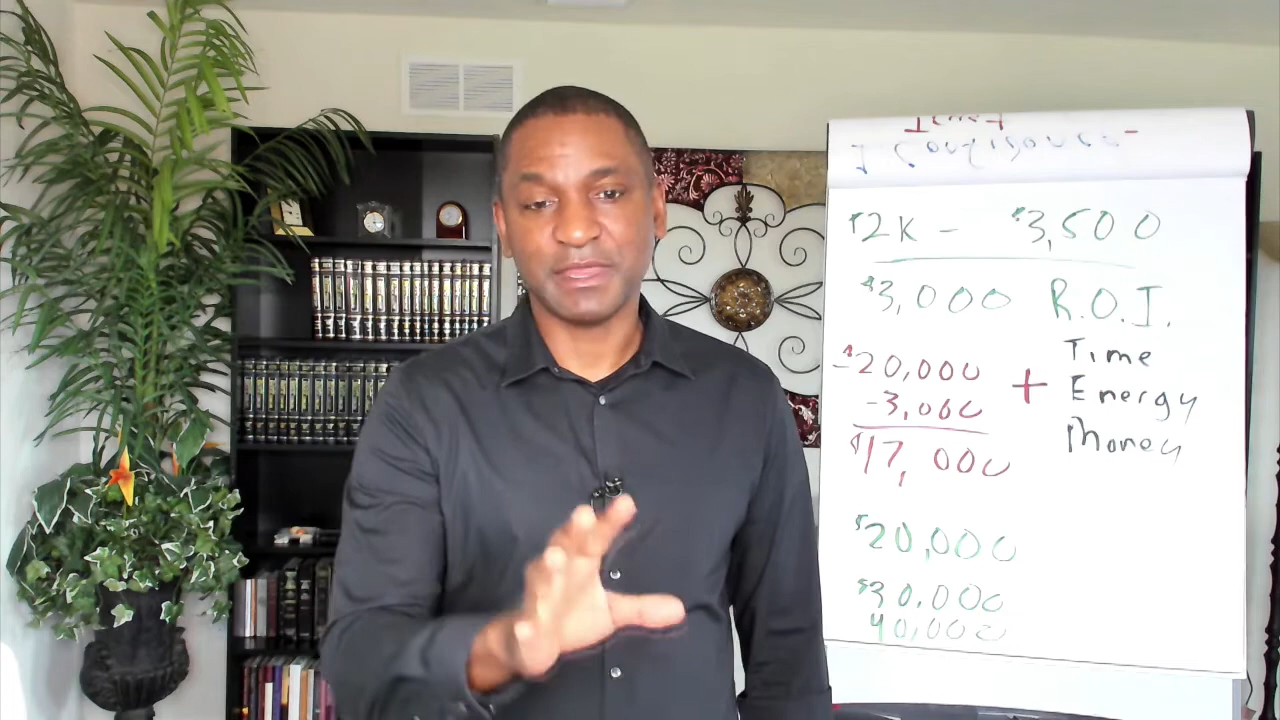 $2K - $3,500
$3,000 R.O.I.
-$20,000 + Time
-3,000 Energy
$17,000 Money
$20,000
$30,000
40,000